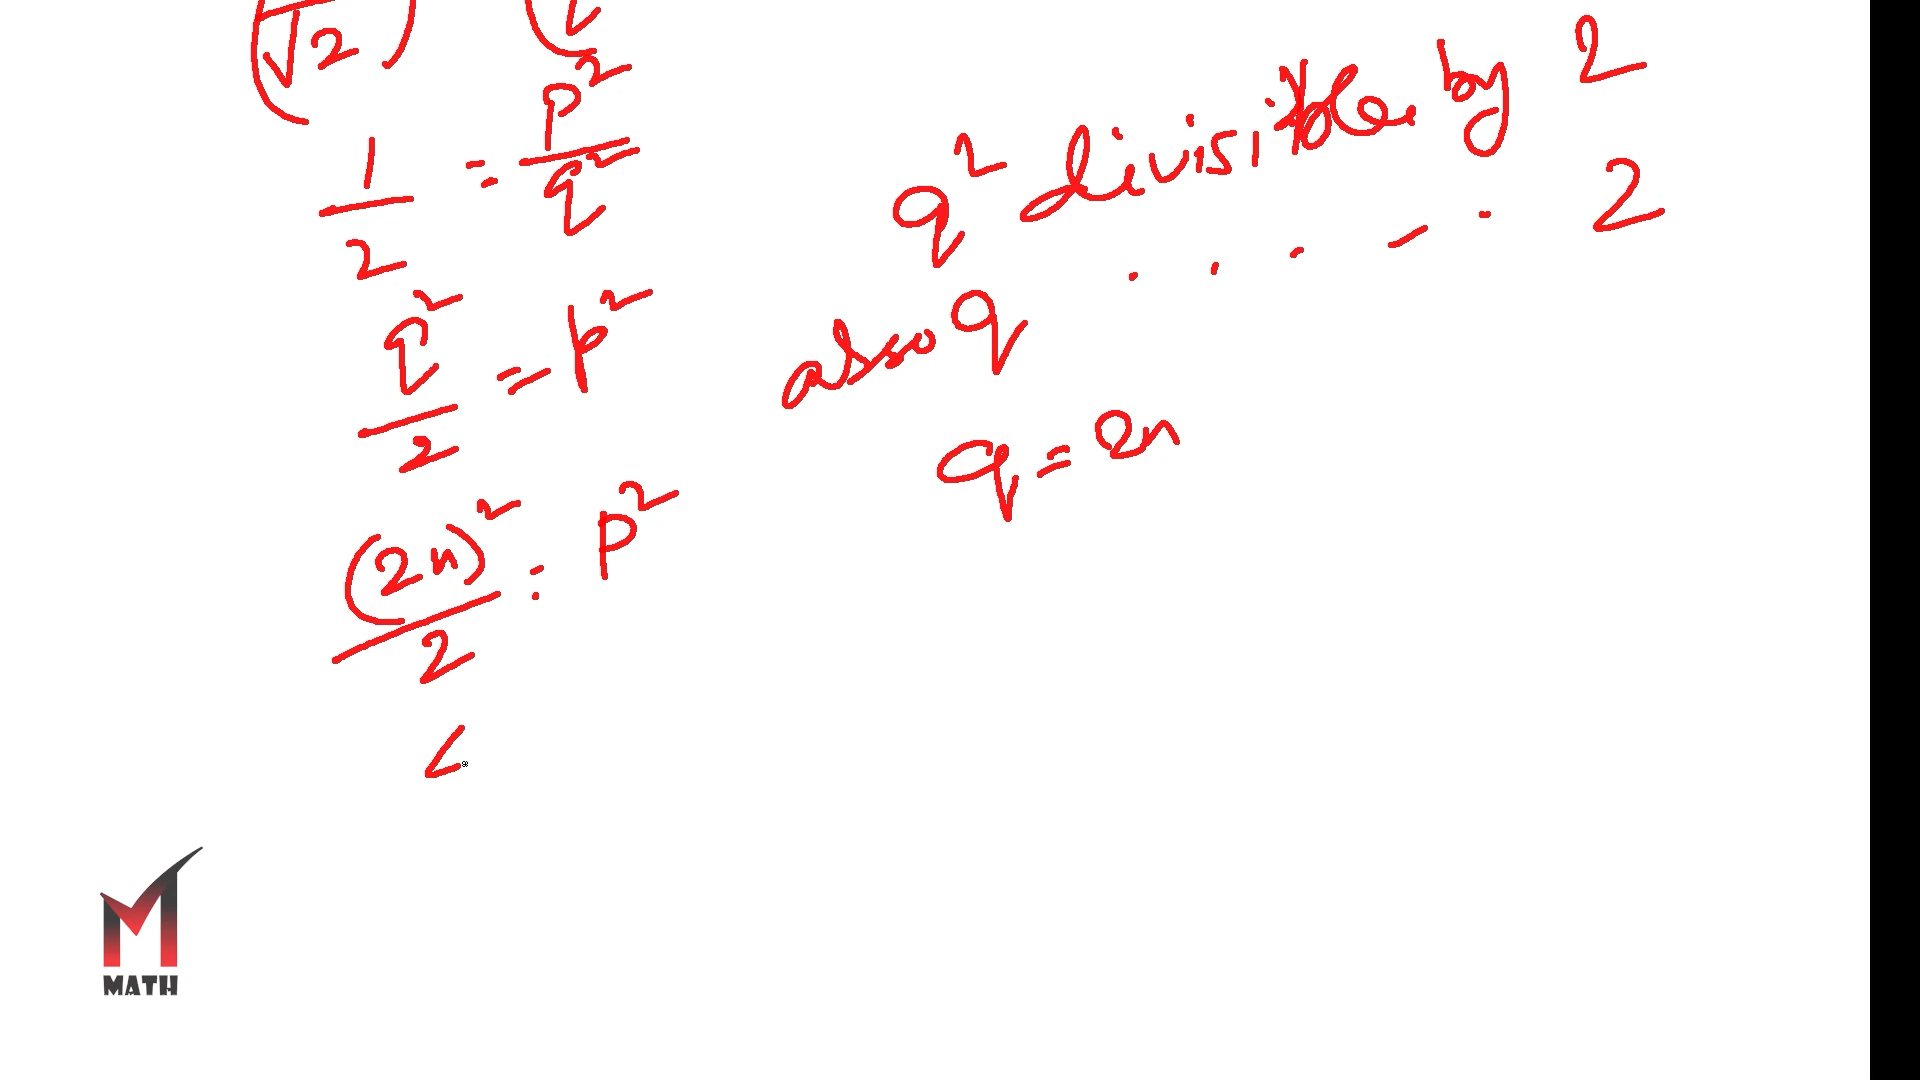 (√2) (
1/2 = p²/q²
q² divisible by 2
q²/2 = p²
also q . . . - . 2
q = 2n
(2n)²/2 = p²
MATH